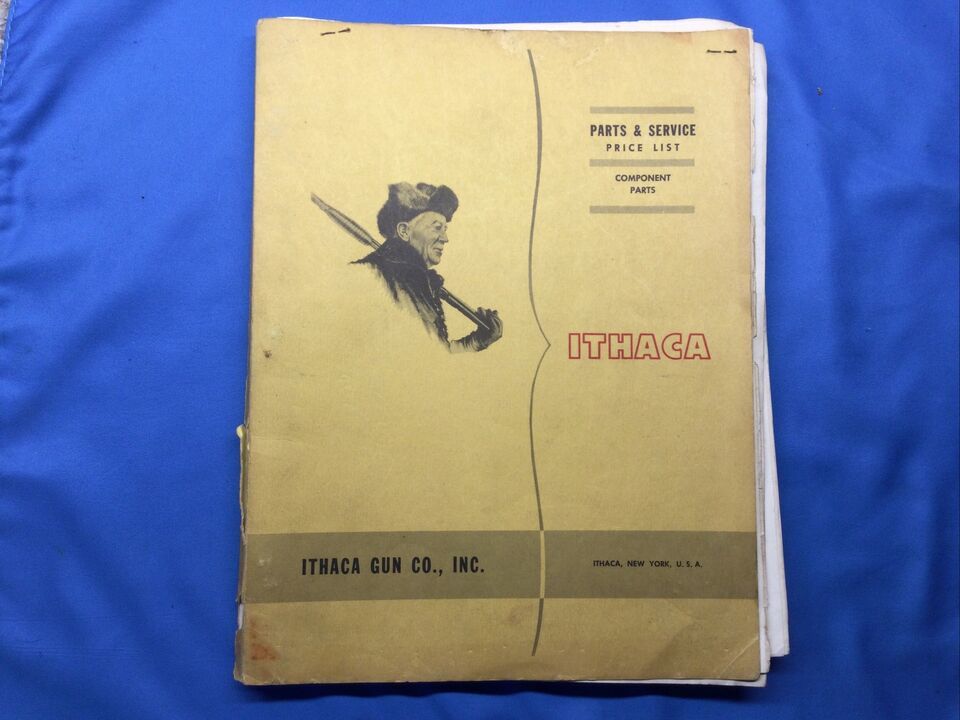 PARTS & SERVICE
PRICE LIST
COMPONENT
PARTS
ITHACA
ITHACA GUN CO., INC.
ITHACA, NEW YORK, U. S. A.